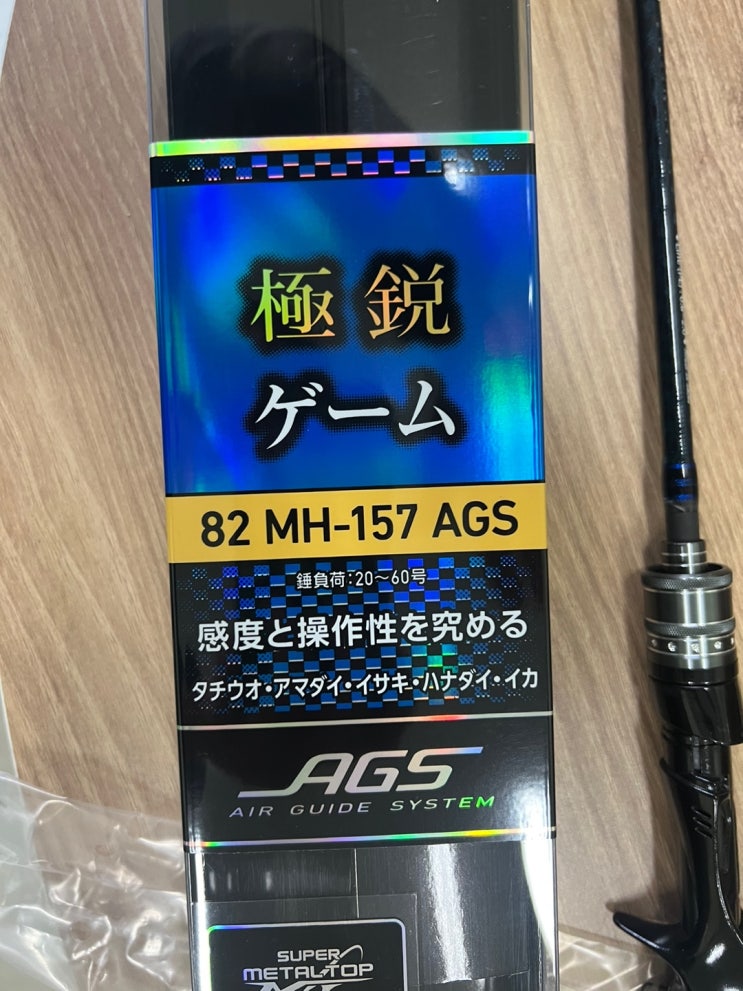 極鋭
ゲーム
82 MH-157 AGS
錘負荷:20〜60号
感度と操作性を究める
タチウオ・アマダイ・イサキ・ハナダイ・イカ
AGS
AIR GUIDE SYSTEM
SUPER
METAL TOP